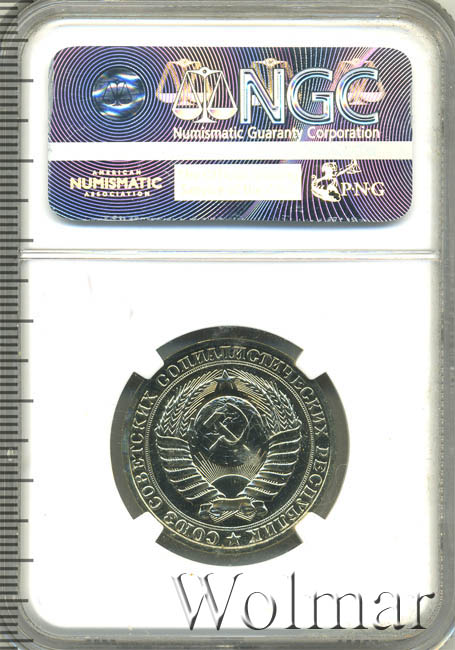 NGC
Numismatic Guaranty Corporation
AMERICAN
NUMISMATIC
ASSOCIATION
PNG
СОЮЗ СОВЕТСКИХ СОЦИАЛИСТИЧЕСКИХ РЕСПУБЛИК
Wolmar